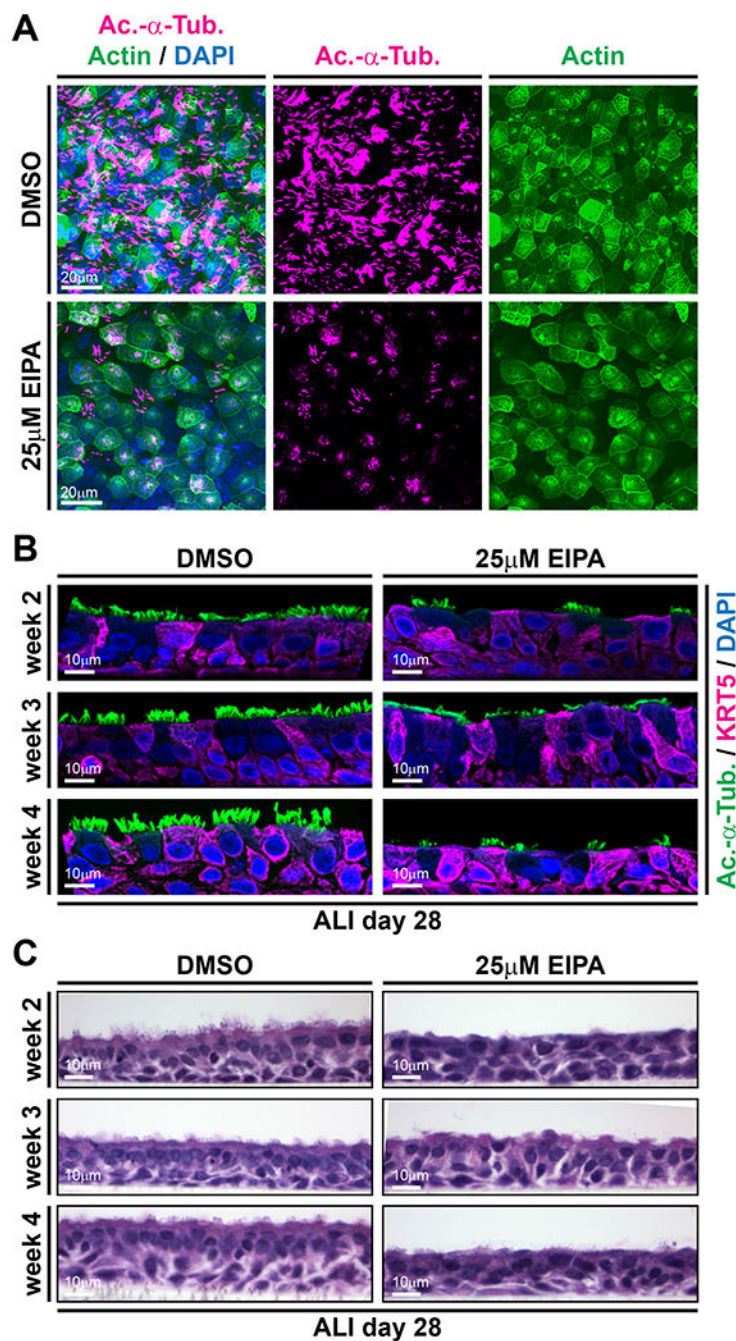 A
Ac.-α-Tub.
Actin / DAPI
Ac.-α-Tub.
Actin
DMSO
20μm
25μM EIPA
20μm
B
DMSO
25μM EIPA
week 2
10μm
10μm
week 3
10μm
10μm
week 4
10μm
10μm
Ac.-α-Tub. / KRT5 / DAPI
ALI day 28
C
DMSO
25μM EIPA
week 2
10μm
10μm
week 3
10μm
10μm
week 4
10μm
10μm
ALI day 28